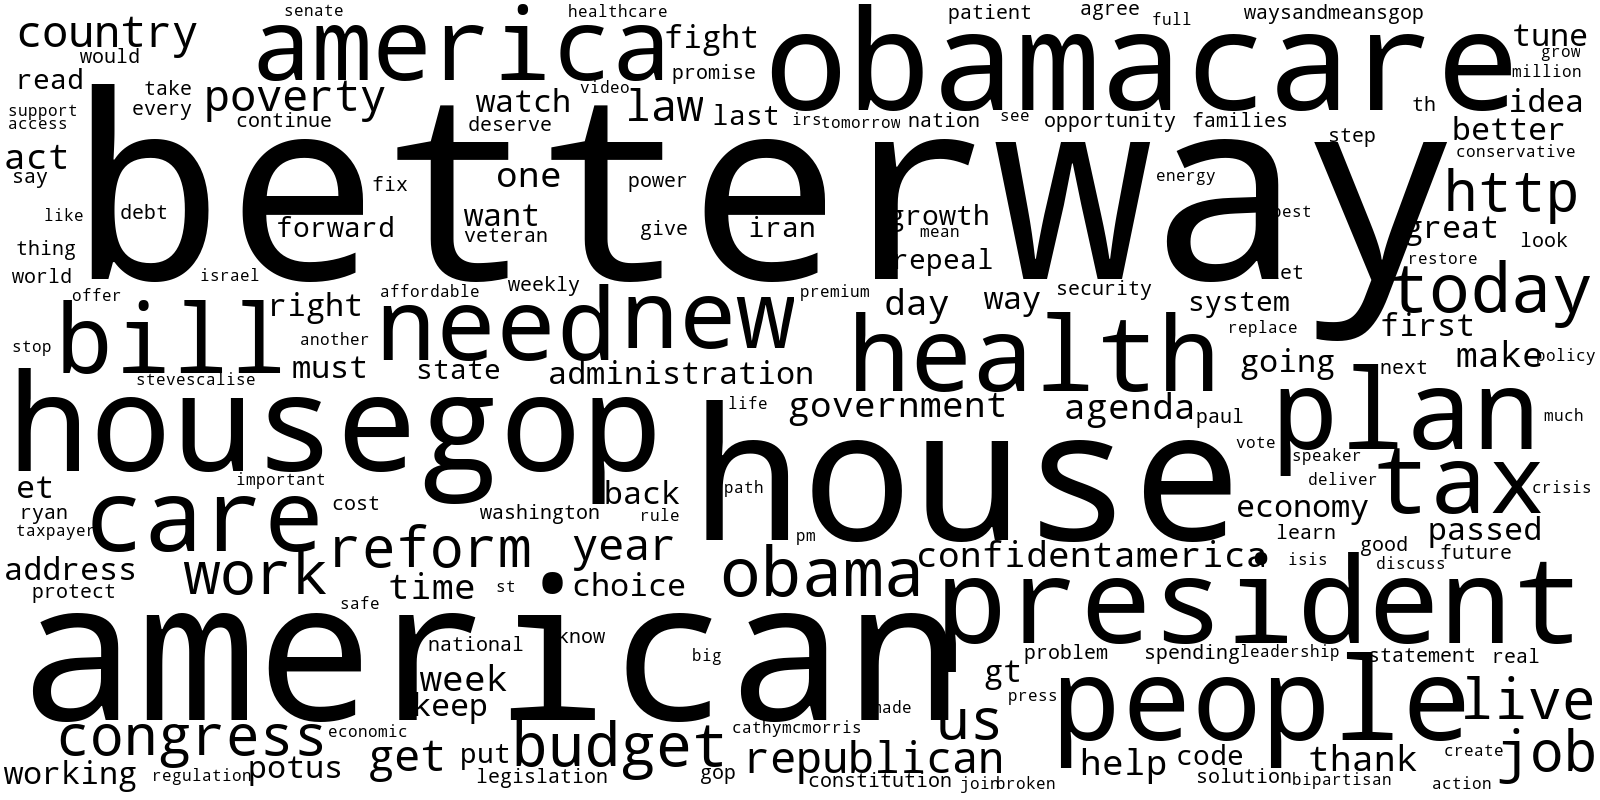 senate healthcare patient agree full waysandmeansgop
country america fight obamacare tune
would grow
read promise million
take poverty video watch law last th idea
support every
access continue deserve irs tomorrow nation see opportunity families better
act step conservative
say betterway
fix one power energy http
like debt want growth best great
forward veteran give iran mean look
thing repeal restore
world israel weekly let today
offer right affordable premium day way security system
bill need new replace first
stop another health make policy
must state administration going next
stevescalise
housegop life government agenda paul plan much
house vote speaker
important deliver tax crisis
et care cost back path economy
ryan washington rule learn passed
taxpayer reform year pm good future
address work choice obama confidentamerica isis discuss
protect time st president
safe
american national know problem spending leadership statement real
big
week gt people live
keep press
made us
congress economic cathymcmorris
get put budget republican help code thank create job
working regulation potus legislation gop constitution join broken solution bipartisan action